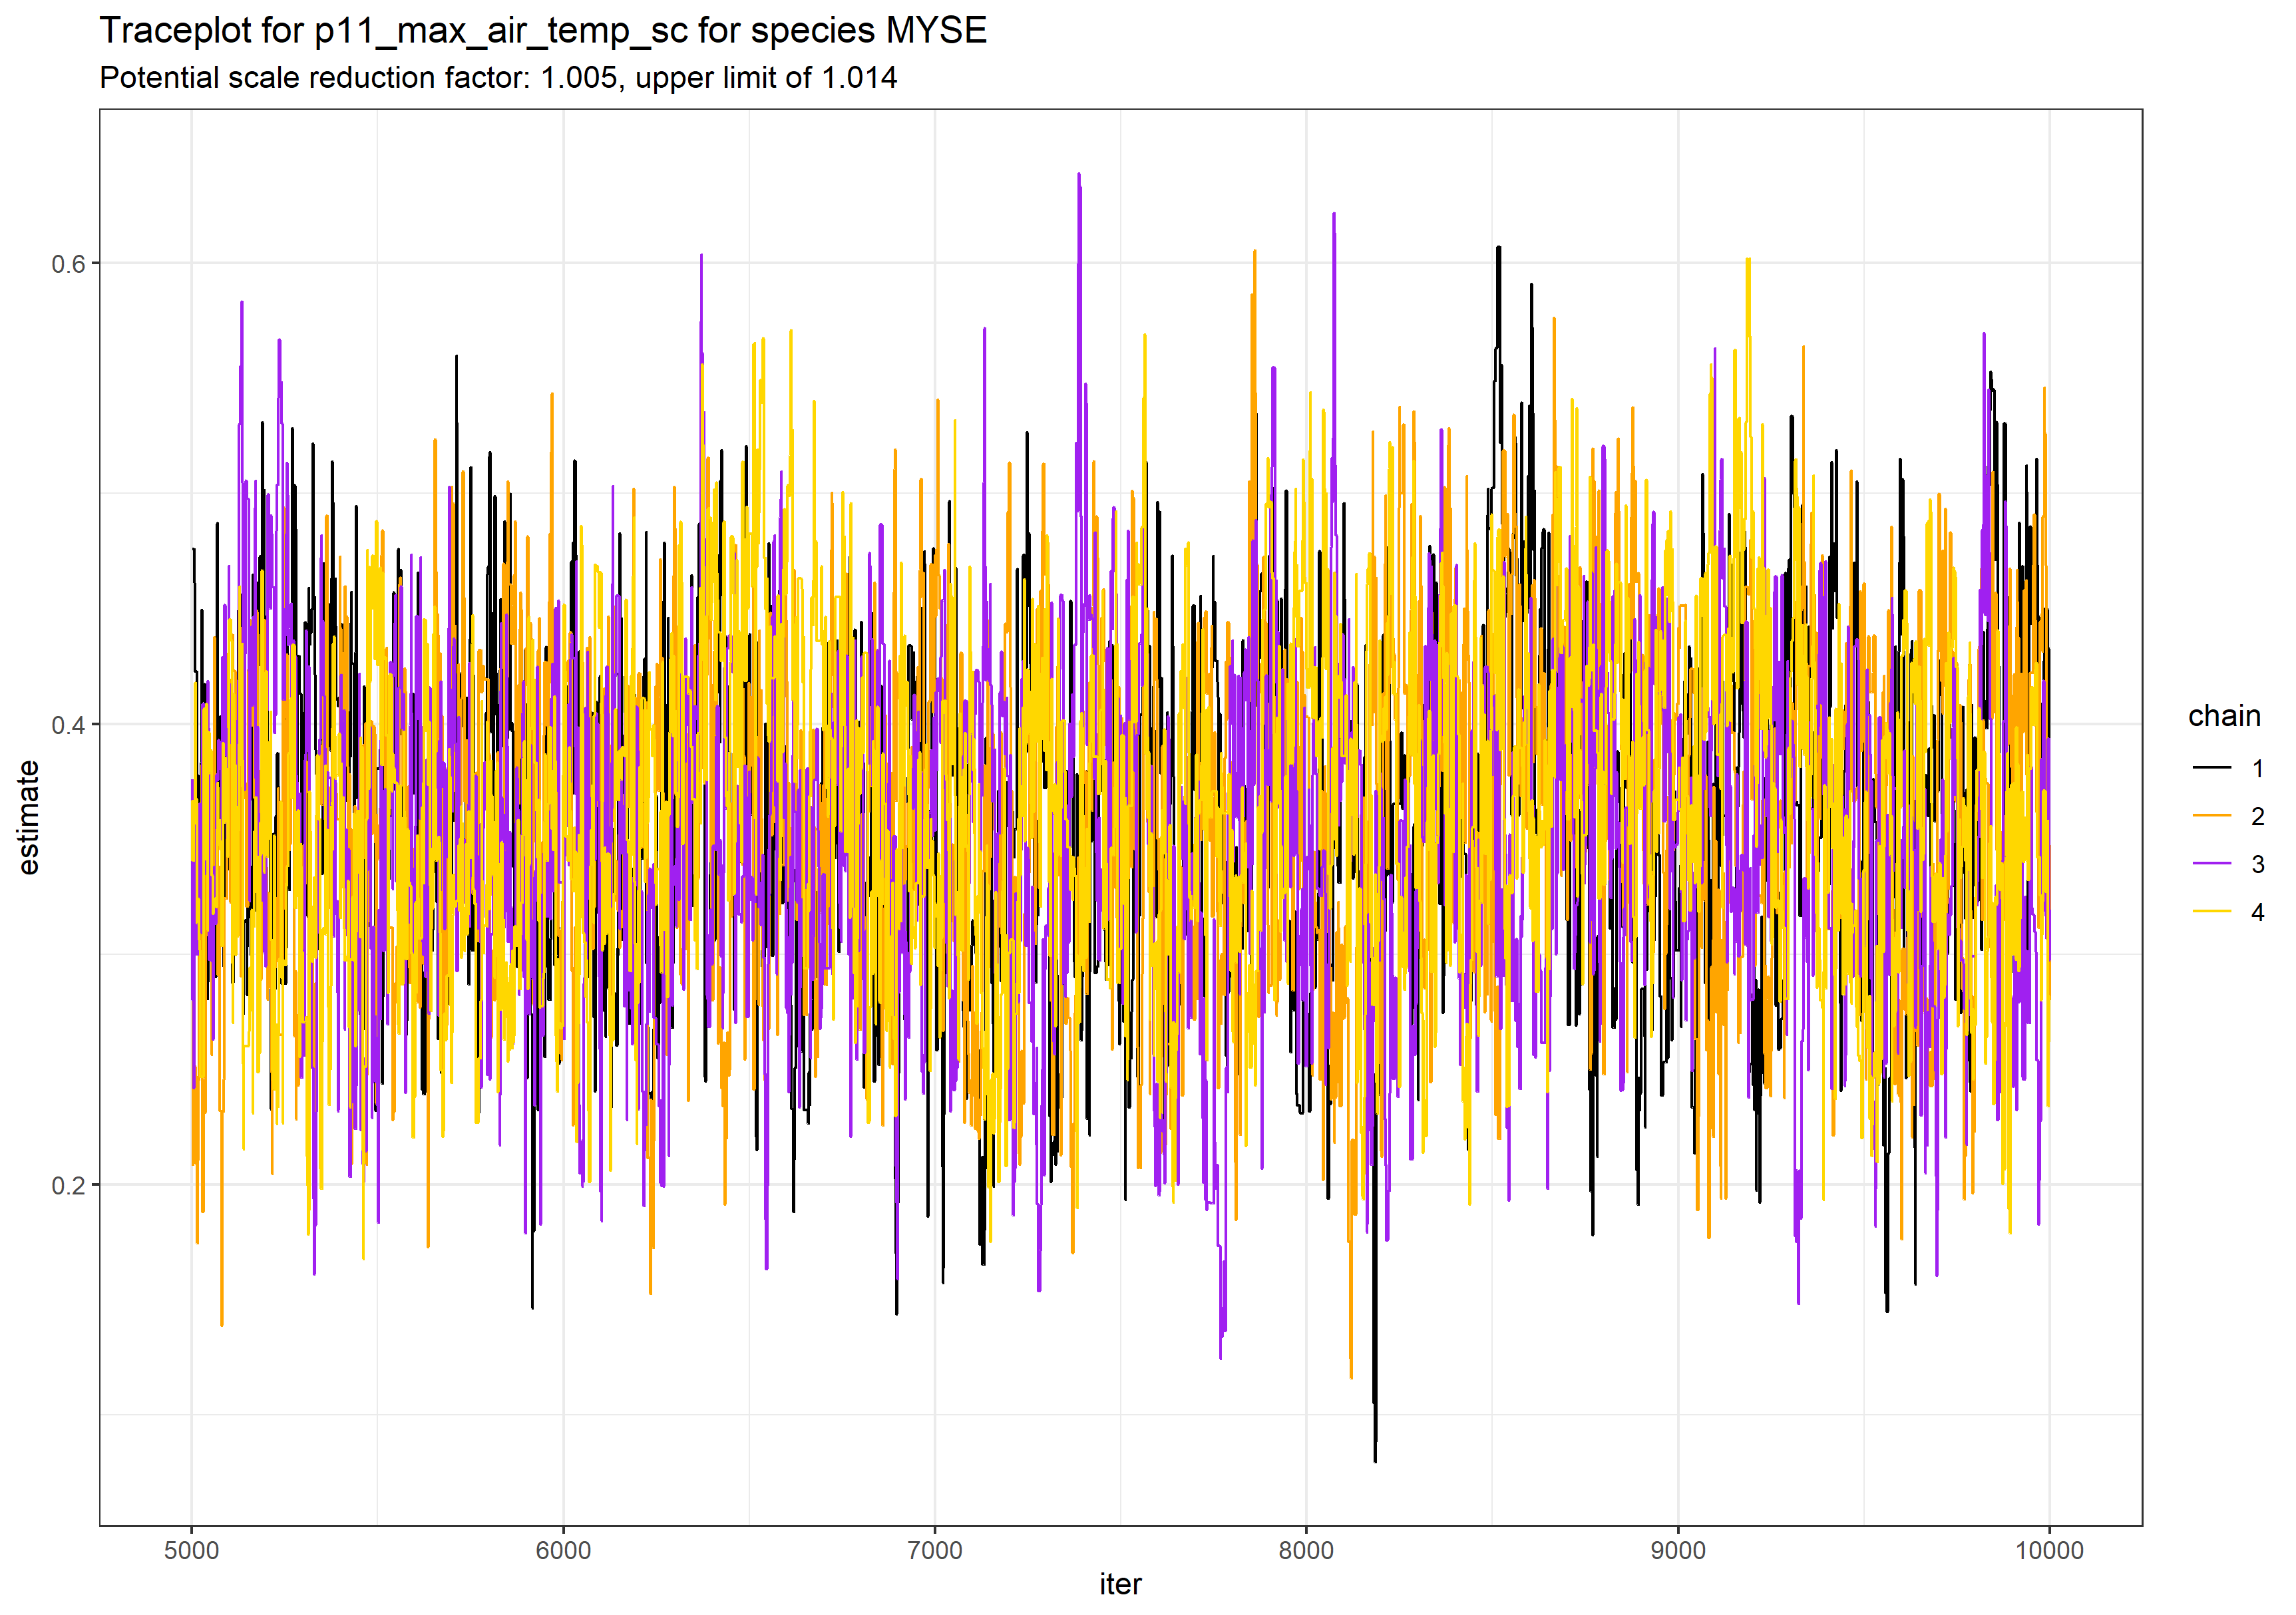 Traceplot for p11_max_air_temp_sc for species MYSE
Potential scale reduction factor: 1.005, upper limit of 1.014
0.6
0.4
0.2
estimate
5000 6000 7000 8000 9000 10000
iter
chain
1
2
3
4